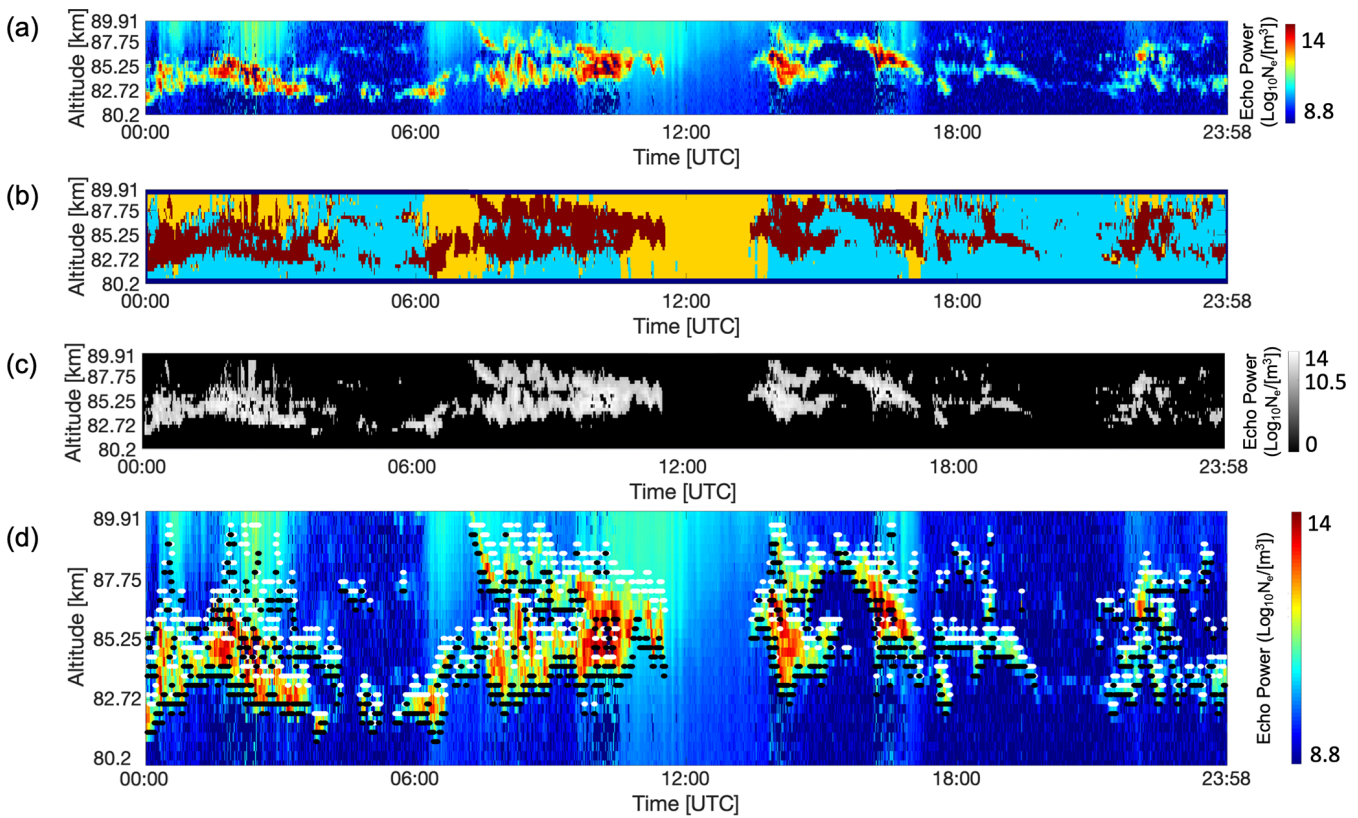 (a)
Altitude [km]
89.91
87.75
85.25
82.72
80.2
00:00 06:00 12:00 18:00 23:58
Time [UTC]
Echo Power
(Log₁₀Nₑ/[m³])
14
8.8
(b)
Altitude [km]
89.91
87.75
85.25
82.72
80.2
00:00 06:00 12:00 18:00 23:58
Time [UTC]
(c)
Altitude [km]
89.91
87.75
85.25
82.72
80.2
00:00 06:00 12:00 18:00 23:58
Time [UTC]
Echo Power
(Log₁₀Nₑ/[m³])
14
10.5
0
(d)
Altitude [km]
89.91
87.75
85.25
82.72
80.2
00:00 06:00 12:00 18:00 23:58
Time [UTC]
Echo Power (Log₁₀Nₑ/[m³])
14
8.8